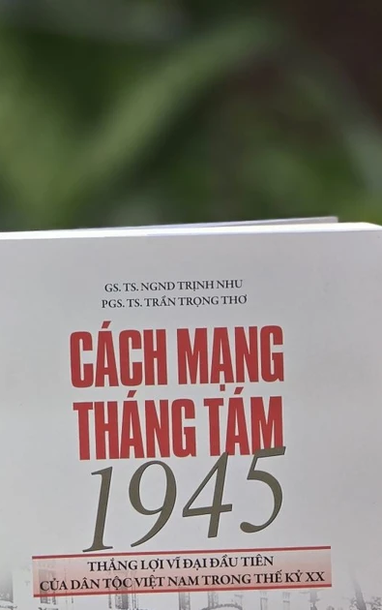 GS. TS. NGND TRỊNH NHU
PGS. TS. TRẦN TRỌNG THƠ
CÁCH MẠNG
THÁNG TÁM
1945
THẮNG LỢI VĨ ĐẠI ĐẦU TIÊN
CỦA DÂN TỘC VIỆT NAM TRONG THẾ KỶ XX